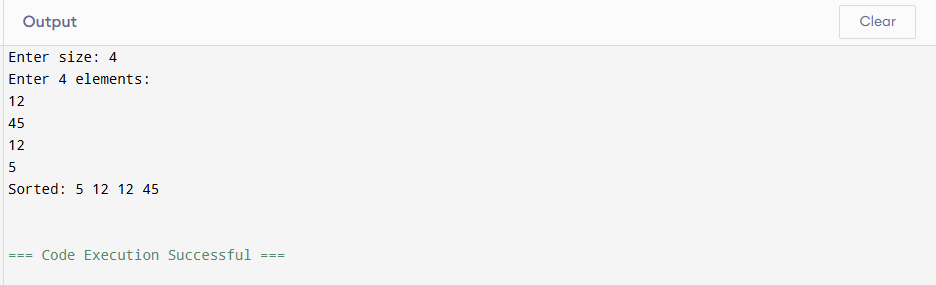 Output
Clear
Enter size: 4
Enter 4 elements:
12
45
12
5
Sorted: 5 12 12 45
=== Code Execution Successful ===